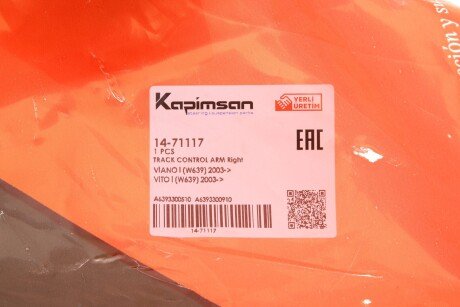 Kapimsan
steering & suspension parts
YERLİ
ÜRETİM
14-71117
1 PCS
TRACK CONTROL ARM Right
VIANO I (W639) 2003->
VITO I (W639) 2003->
EAC
A6393300510 A6393300910
14-71117
sión y s